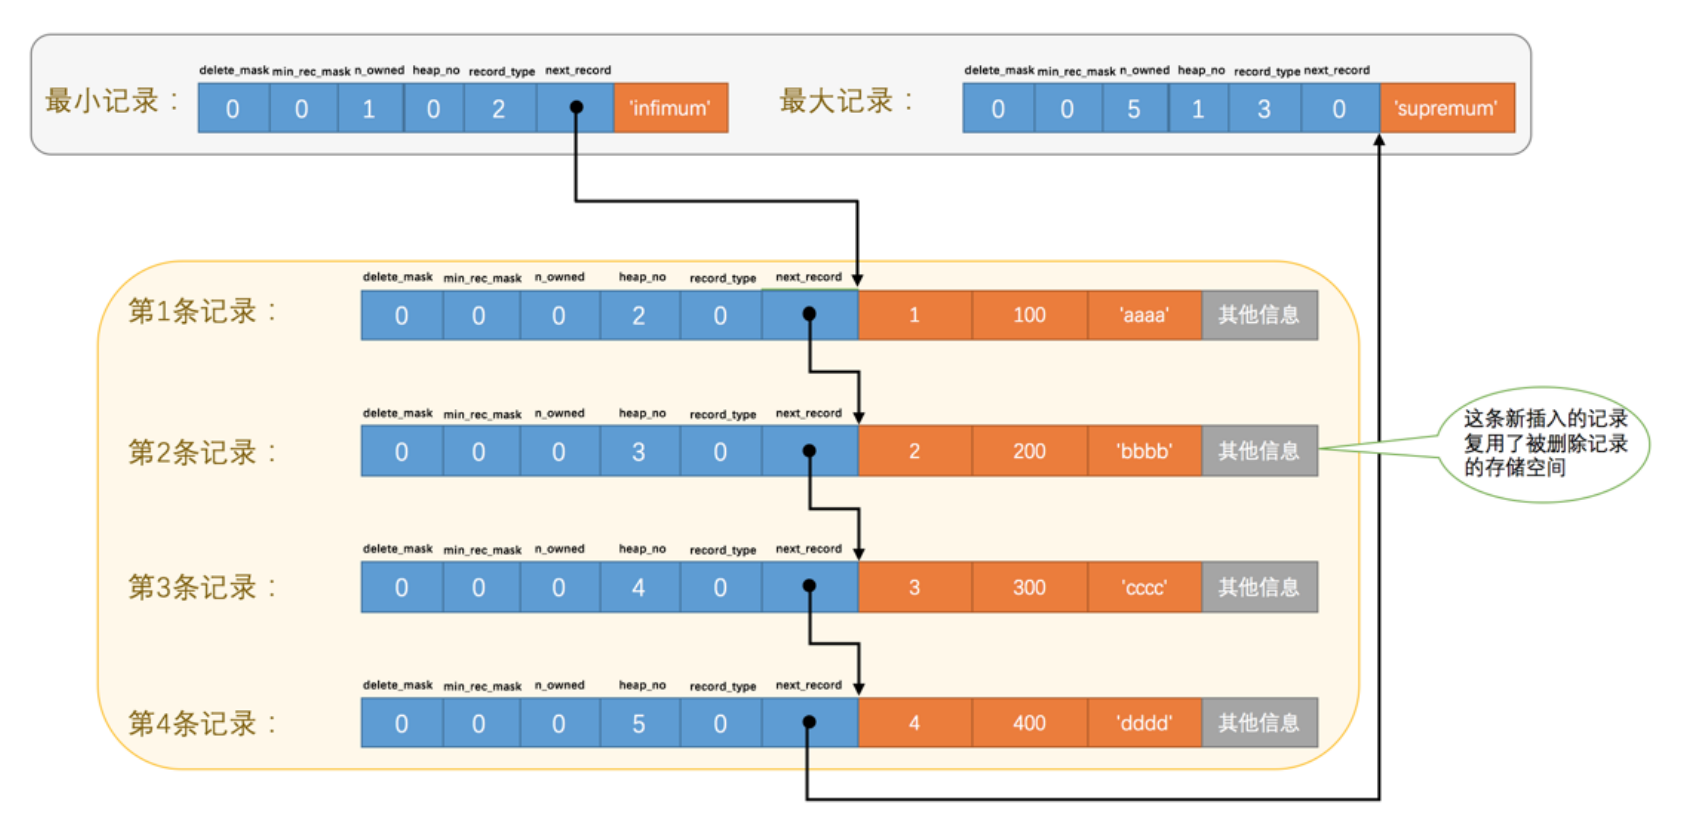 delete_mask min_rec_mask n_owned heap_no record_type next_record
最小记录： 0 0 1 0 2 'infimum'
delete_mask min_rec_mask n_owned heap_no record_type next_record
最大记录： 0 0 5 1 3 0 'supremum'
delete_mask min_rec_mask n_owned heap_no record_type next_record
第1条记录： 0 0 0 2 0 1 100 'aaaa' 其他信息
delete_mask min_rec_mask n_owned heap_no record_type next_record
第2条记录： 0 0 0 3 0 2 200 'bbbb' 其他信息
这条新插入的记录
复用了被删除记录
的存储空间
delete_mask min_rec_mask n_owned heap_no record_type next_record
第3条记录： 0 0 0 4 0 3 300 'cccc' 其他信息
delete_mask min_rec_mask n_owned heap_no record_type next_record
第4条记录： 0 0 0 5 0 4 400 'dddd' 其他信息